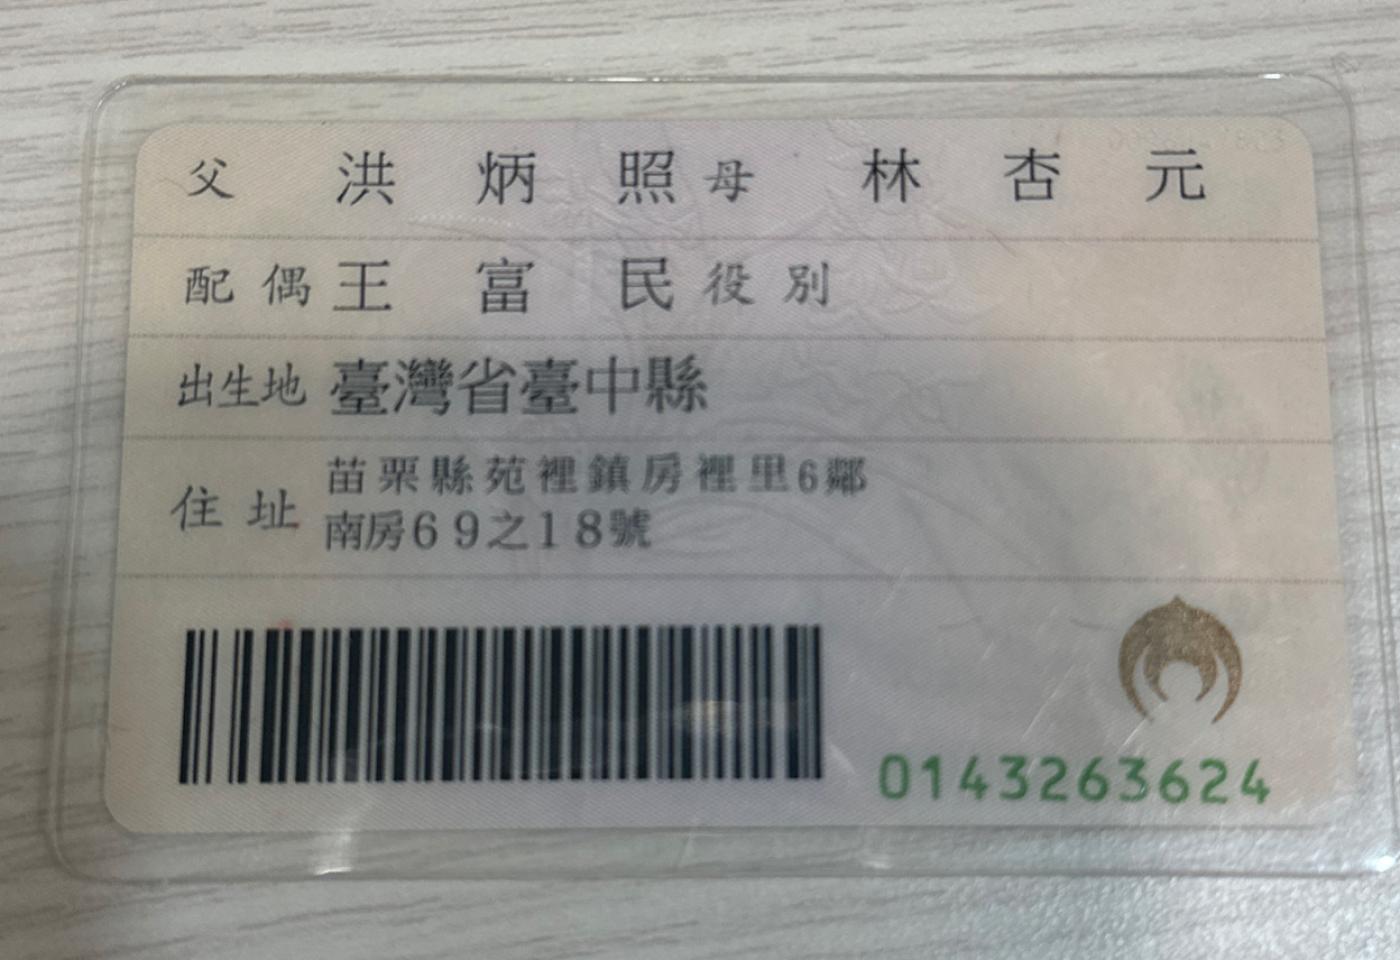 父 洪炳照 母 林杏元
配偶 王富民 役別
出生地 臺灣省臺中縣
住址 苗栗縣苑裡鎮房裡里6鄰
南房69之18號
0143263624